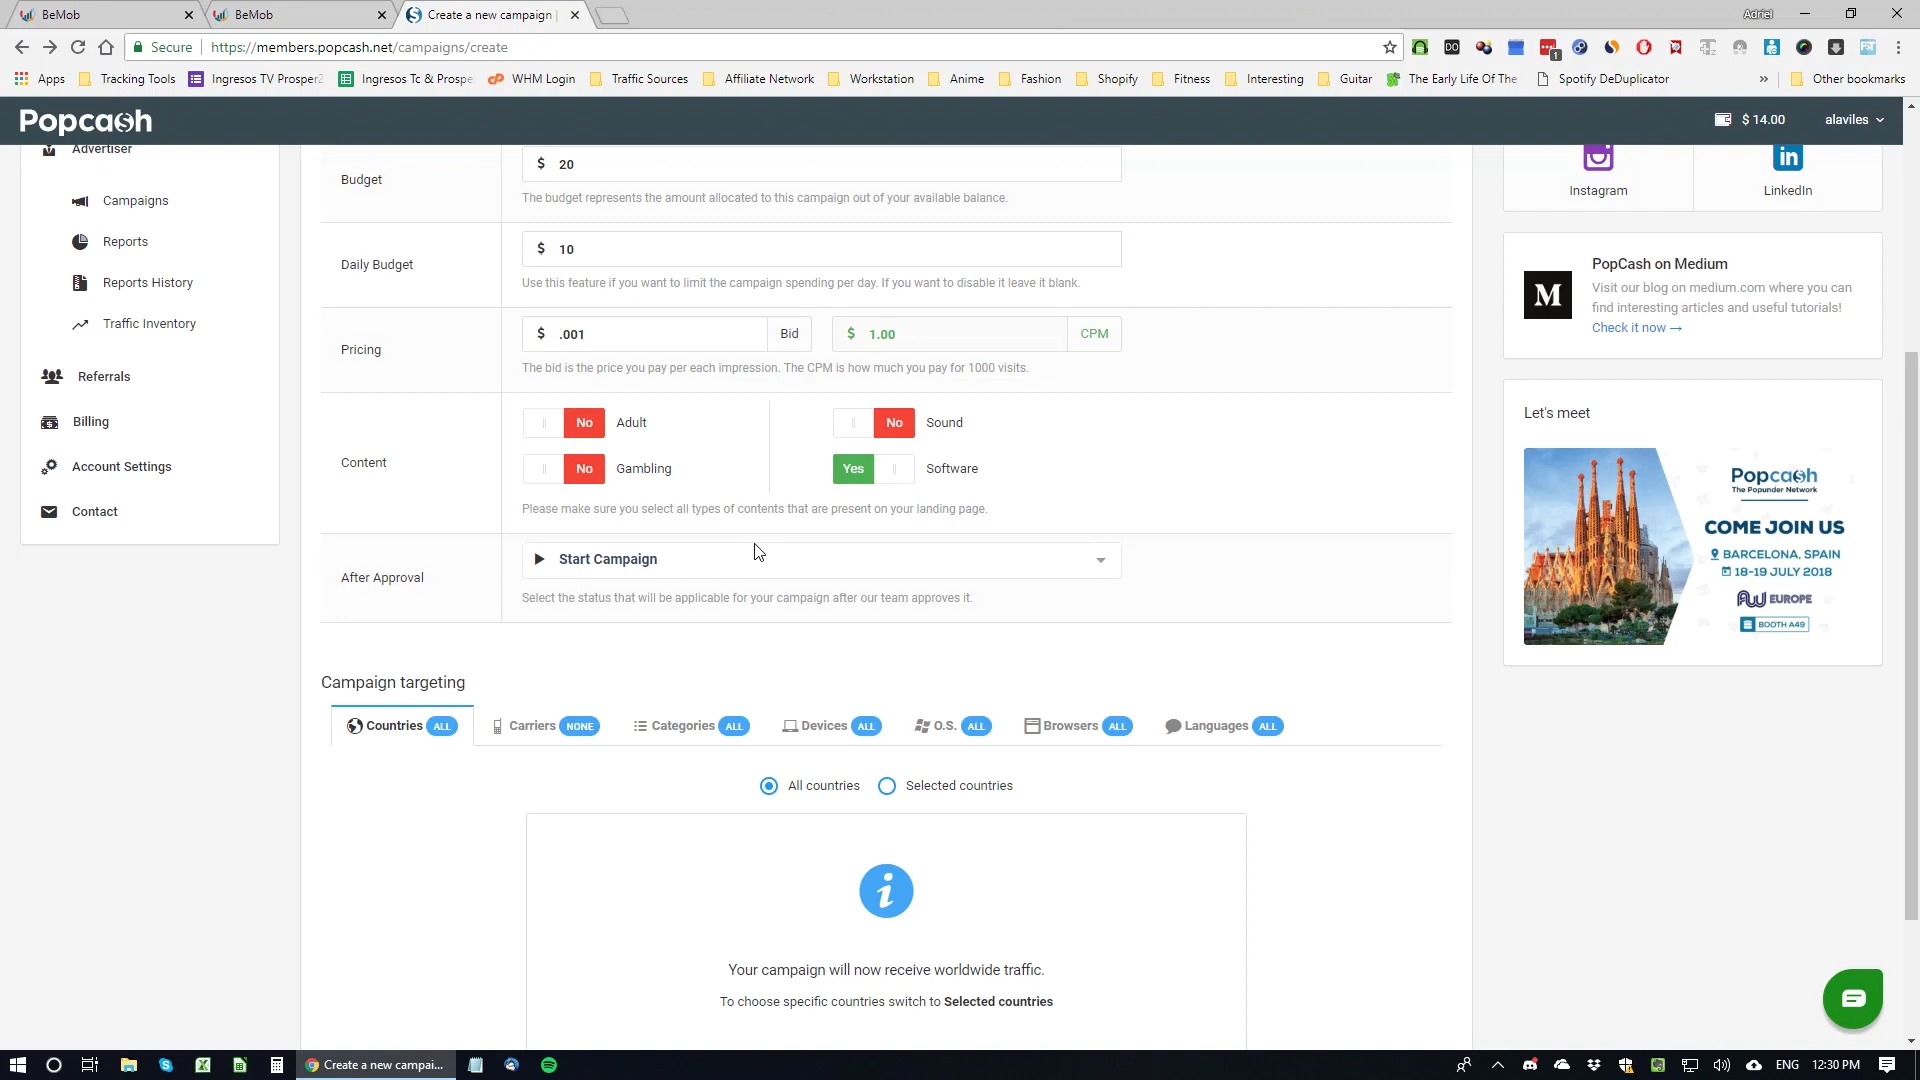 BeMob
BeMob
Create a new campaign
Adriel
Secure
https://members.popcash.net/campaigns/create
Apps
Tracking Tools
Ingresos TV Prosper2
Ingresos Tc & Prospe
WHM Login
Traffic Sources
Affiliate Network
Workstation
Anime
Fashion
Shopify
Fitness
Interesting
Guitar
The Early Life Of The
Spotify DeDuplicator
»
Other bookmarks
Popcash
$ 14.00
alaviles
Advertiser
Campaigns
Reports
Reports History
Traffic Inventory
Referrals
Billing
Account Settings
Contact
Budget
$ 20
The budget represents the amount allocated to this campaign out of your available balance.
Daily Budget
$ 10
Use this feature if you want to limit the campaign spending per day. If you want to disable it leave it blank.
Pricing
$ .001 Bid
$ 1.00 CPM
The bid is the price you pay per each impression. The CPM is how much you pay for 1000 visits.
Content
No Adult
No Sound
No Gambling
Yes Software
Please make sure you select all types of contents that are present on your landing page.
After Approval
Start Campaign
Select the status that will be applicable for your campaign after our team approves it.
Campaign targeting
Countries ALL
Carriers NONE
Categories ALL
Devices ALL
O.S. ALL
Browsers ALL
Languages ALL
All countries
Selected countries
Your campaign will now receive worldwide traffic.
To choose specific countries switch to Selected countries
Instagram
LinkedIn
PopCash on Medium
Visit our blog on medium.com where you
can find interesting articles and useful tutorials!
Check it now →
M
Let's meet
Popcash
The Popunder Network
COME JOIN US
BARCELONA, SPAIN
18-19 JULY 2018
AW EUROPE
BOOTH A49
Create a new campai...
ENG
12:30 PM